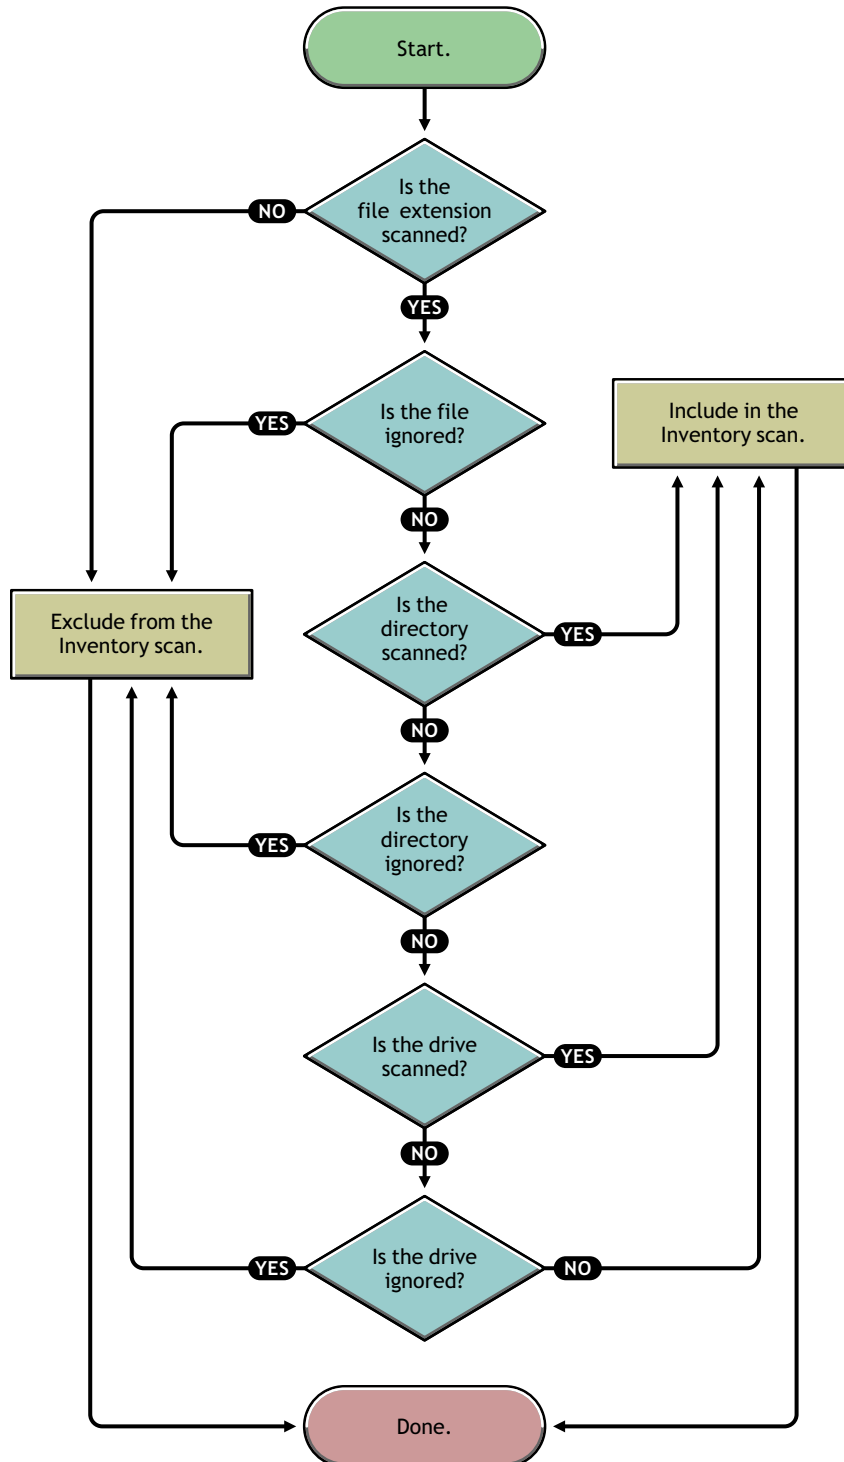 Start.
Is the
file extension
scanned?
NO
YES
Is the file
ignored?
YES
NO
Include in the
Inventory scan.
Exclude from the
Inventory scan.
Is the
directory
scanned?
YES
NO
Is the
directory
ignored?
YES
NO
Is the drive
scanned?
YES
NO
Is the drive
ignored?
YES
NO
Done.